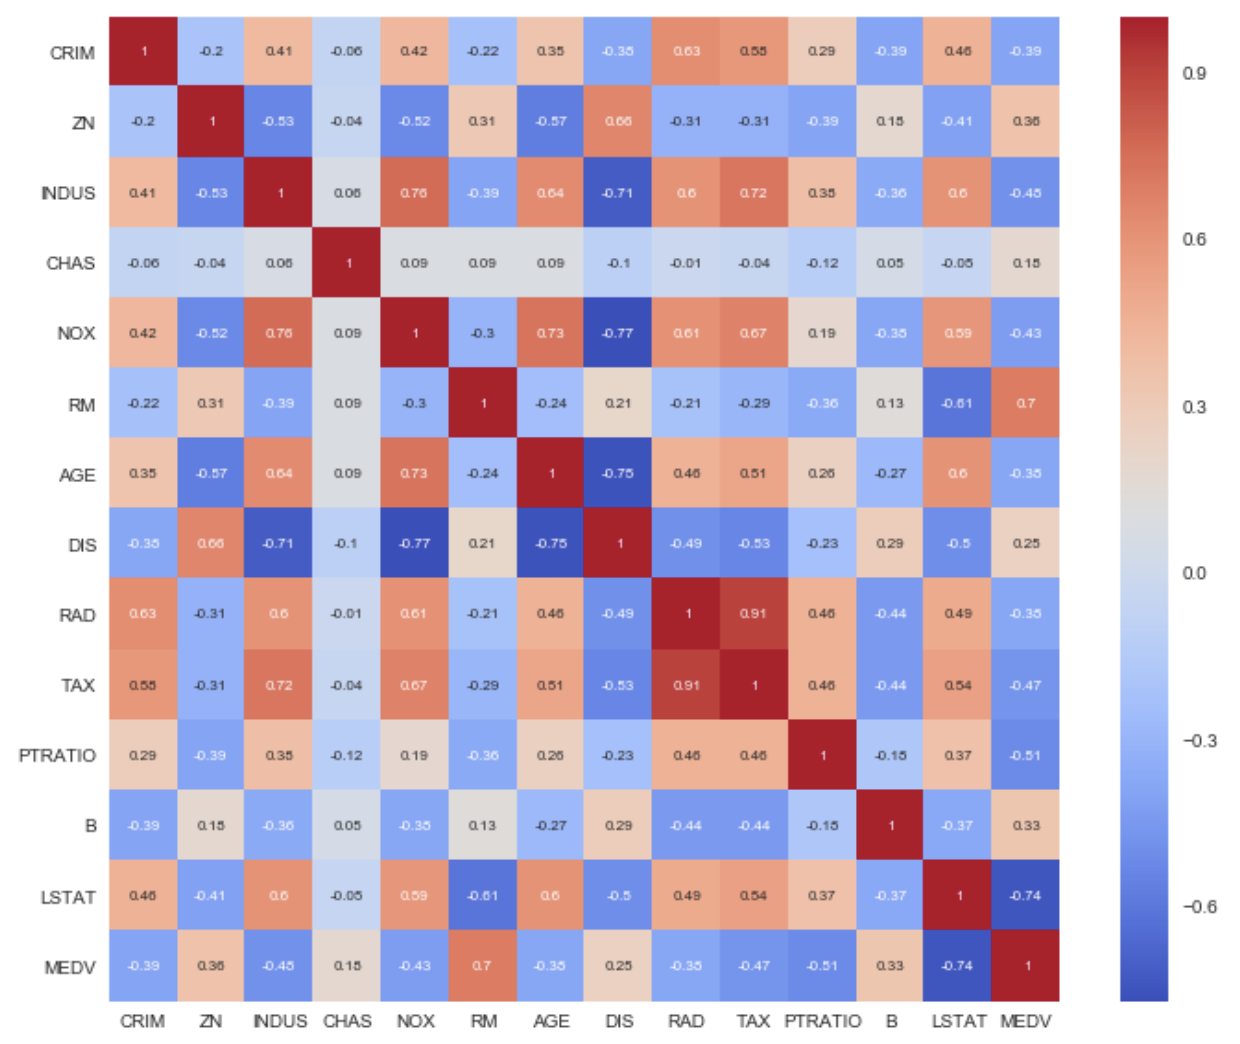 CRIM 1 -0.2 0.41 -0.06 0.42 -0.22 0.35 -0.38 0.63 0.58 0.29 -0.39 0.46 -0.39
ZN -0.2 1 -0.53 -0.04 -0.52 0.31 -0.57 0.66 -0.31 -0.31 -0.39 0.18 -0.41 0.36
INDUS 0.41 -0.53 1 0.06 0.76 -0.39 0.64 -0.71 0.6 0.72 0.38 -0.36 0.6 -0.48
CHAS -0.06 -0.04 0.06 1 0.09 0.09 0.09 -0.1 -0.01 -0.04 -0.12 0.05 -0.05 0.18
NOX 0.42 -0.52 0.76 0.09 1 -0.3 0.73 -0.77 0.61 0.67 0.19 -0.38 0.59 -0.43
RM -0.22 0.31 -0.39 0.09 -0.3 1 -0.24 0.21 -0.21 -0.29 -0.36 0.13 -0.61 0.7
AGE 0.35 -0.57 0.64 0.09 0.73 -0.24 1 -0.75 0.46 0.51 0.26 -0.27 0.6 -0.38
DIS -0.38 0.66 -0.71 -0.1 -0.77 0.21 -0.75 1 -0.49 -0.53 -0.23 0.29 -0.5 0.25
RAD 0.63 -0.31 0.6 -0.01 0.61 -0.21 0.46 -0.49 1 0.91 0.46 -0.44 0.49 -0.38
TAX 0.58 -0.31 0.72 -0.04 0.67 -0.29 0.51 -0.53 0.91 1 0.46 -0.44 0.54 -0.47
PTRATIO 0.29 -0.39 0.38 -0.12 0.19 -0.36 0.26 -0.23 0.46 0.46 1 -0.18 0.37 -0.51
B -0.39 0.18 -0.36 0.05 -0.38 0.13 -0.27 0.29 -0.44 -0.44 -0.18 1 -0.37 0.33
LSTAT 0.46 -0.41 0.6 -0.05 0.59 -0.61 0.6 -0.5 0.49 0.54 0.37 -0.37 1 -0.74
MEDV -0.39 0.36 -0.48 0.18 -0.43 0.7 -0.38 0.25 -0.38 -0.47 -0.51 0.33 -0.74 1
CRIM ZN INDUS CHAS NOX RM AGE DIS RAD TAX PTRATIO B LSTAT MEDV
0.9
0.6
0.3
0.0
−0.3
−0.6